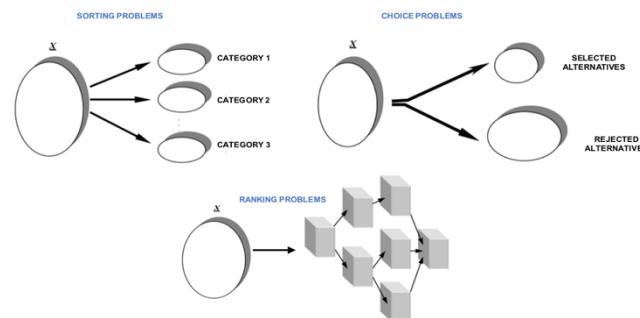 SORTING PROBLEMS
x
CATEGORY 1
CATEGORY 2
CATEGORY 3
CHOICE PROBLEMS
x
SELECTED
ALTERNATIVES
REJECTED
ALTERNATIVE
RANKING PROBLEMS
x